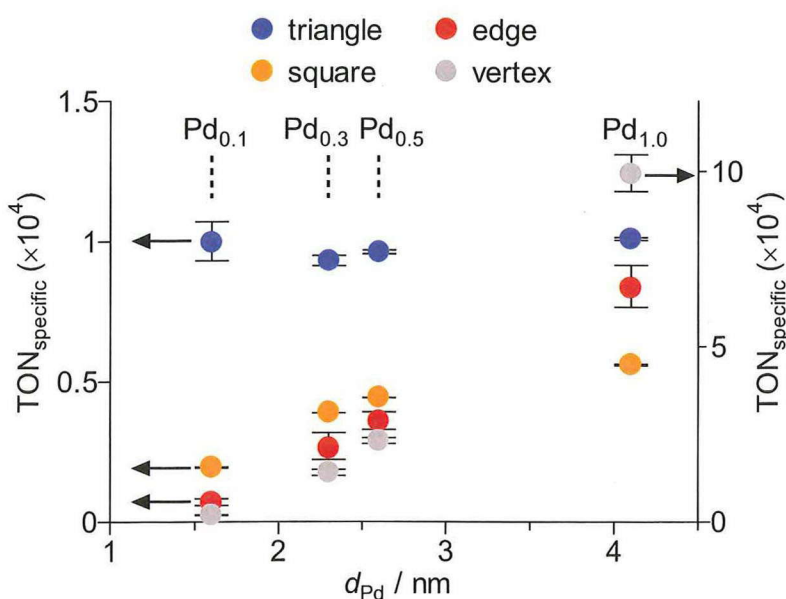 triangle edge
square vertex
1.5
Pd0.1 Pd0.3 Pd0.5 Pd1.0
10
1
5
0.5
0
0
1 2 3 4
dPd / nm
TONspecific (×10^4)
TONspecific (×10^4)